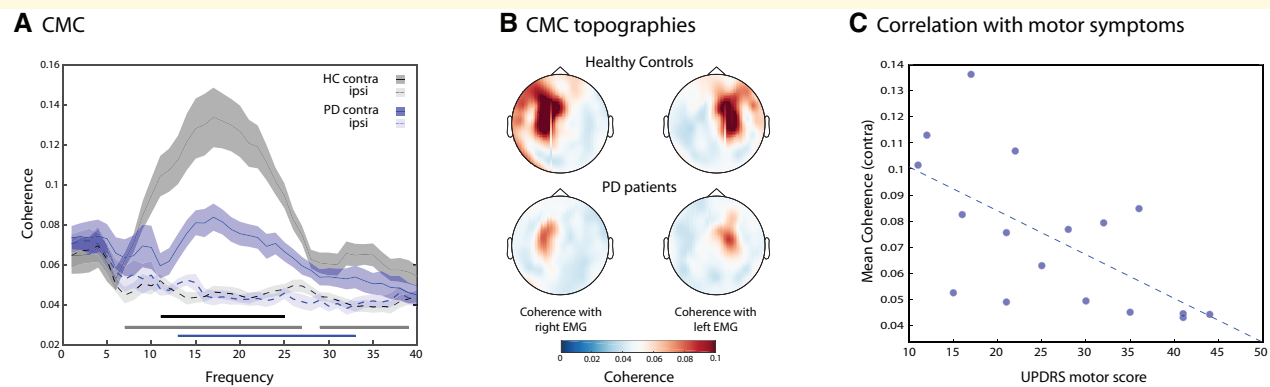 A CMC
Coherence
0.16
0.14
0.12
0.1
0.08
0.06
0.04
0.02
HC contra
ipsi
PD contra
ipsi
0 5 10 15 20 25 30 35 40
Frequency
B CMC topographies
Healthy Controls
PD patients
Coherence with
right EMG
Coherence with
left EMG
0 0.02 0.04 0.06 0.08 0.1
Coherence
C Correlation with motor symptoms
Mean Coherence (contra)
0.14
0.13
0.12
0.11
0.1
0.09
0.08
0.07
0.06
0.05
0.04
10 15 20 25 30 35 40 45 50
UPDRS motor score